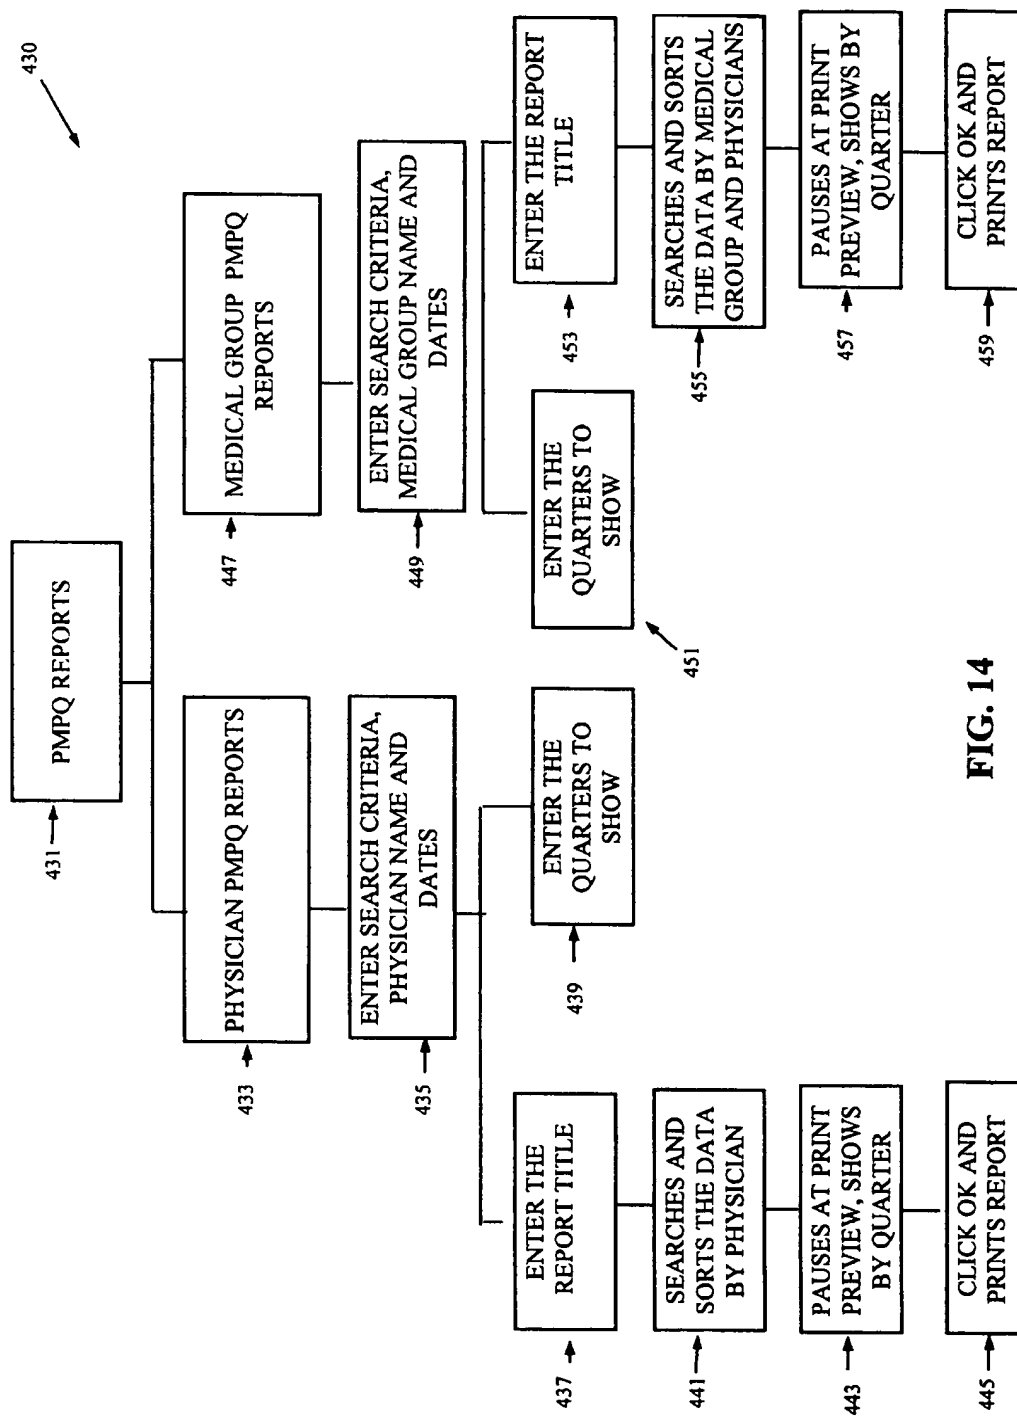 430
431
PMPQ REPORTS
433
PHYSICIAN PMPQ REPORTS
447
MEDICAL GROUP PMPQ
REPORTS
435
ENTER SEARCH CRITERIA,
PHYSICIAN NAME AND
DATES
449
ENTER SEARCH CRITERIA,
MEDICAL GROUP NAME AND
DATES
437
ENTER THE
REPORT TITLE
439
ENTER THE
QUARTERS TO
SHOW
451
ENTER THE
QUARTERS TO
SHOW
453
ENTER THE REPORT
TITLE
441
SEARCHES AND
SORTS THE DATA
BY PHYSICIAN
455
SEARCHES AND SORTS
THE DATA BY MEDICAL
GROUP AND PHYSICIANS
443
PAUSES AT PRINT
PREVIEW, SHOWS
BY QUARTER
457
PAUSES AT PRINT
PREVIEW, SHOWS BY
QUARTER
445
CLICK OK AND
PRINTS REPORT
459
CLICK OK AND
PRINTS REPORT
FIG. 14